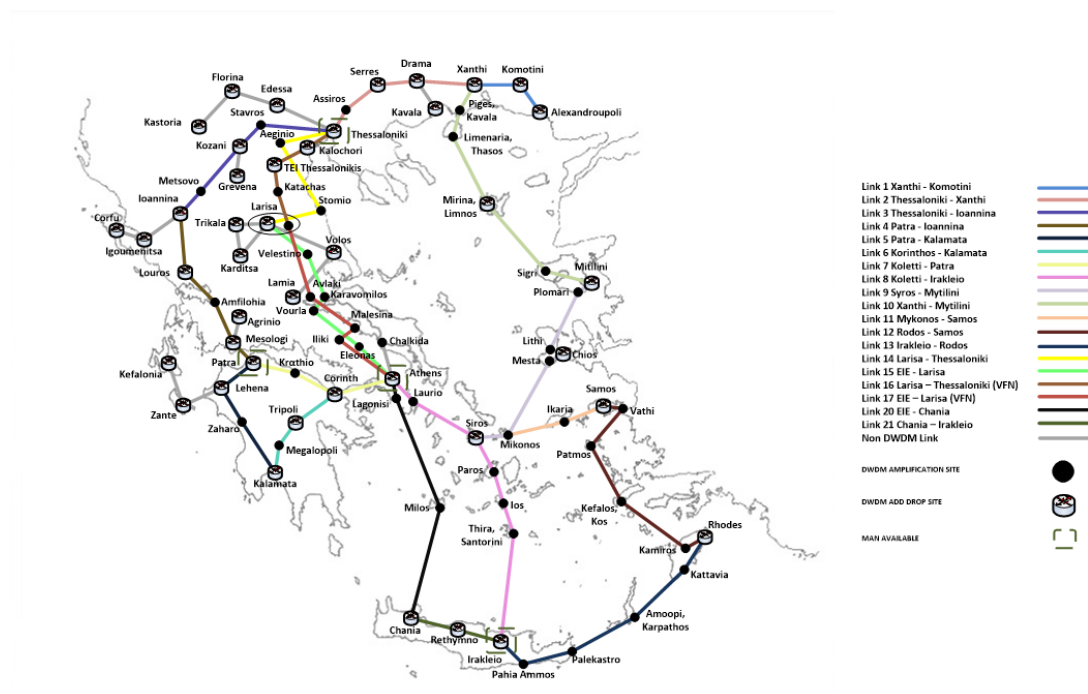 Drama
Xanthi
Komotini
Serres
Florina
Edessa
Assiros
Piges,
Kavala
Kavala
Alexandroupoli
Stavros
Kastoria
Thessaloniki
Aeginio
Limenaria,
Thasos
Kozani
Kalochori
TEI Thessalonikis
Grevena
Metsovo
Katachas
Ioannina
Stomio
Mirina,
Limnos
Larisa
Corfu
Trikala
Igoumenitsa
Volos
Karditsa
Velestino
Mitilini
Sigri
Louros
Lamia
Avlaki
Karavomilos
Plomari
Amfilohia
Vourla
Malesina
Agrinio
Iliki
Chalkida
Lithi
Mesologi
Eleonas
Mesta
Chios
Patra
Krathio
Athens
Kefalonia
Lehena
Corinth
Laurio
Samos
Lagonisi
Zante
Tripoli
Ikaria
Vathi
Zaharo
Siros
Mikonos
Megalopoli
Patmos
Paros
Kalamata
Milos
Ios
Kefalos,
Kos
Thira,
Santorini
Rhodes
Kamiros
Kattavia
Amoopi,
Karpathos
Chania
Rethymno
Irakleio
Palekastro
Pahia Ammos
Link 1 Xanthi - Komotini
Link 2 Thessaloniki - Xanthi
Link 3 Thessaloniki - Ioannina
Link 4 Patra - Ioannina
Link 5 Patra - Kalamata
Link 6 Korinthos - Kalamata
Link 7 Koletti - Patra
Link 8 Koletti - Irakleio
Link 9 Syros - Mytilini
Link 10 Xanthi - Mytilini
Link 11 Mykonos - Samos
Link 12 Rodos - Samos
Link 13 Irakleio - Rodos
Link 14 Larisa - Thessaloniki
Link 15 EIE - Larisa
Link 16 Larisa – Thessaloniki (VFN)
Link 17 EIE – Larisa (VFN)
Link 20 EIE - Chania
Link 21 Chania – Irakleio
Non DWDM Link
DWDM AMPLIFICATION SITE
DWDM ADD DROP SITE
MAN AVAILABLE